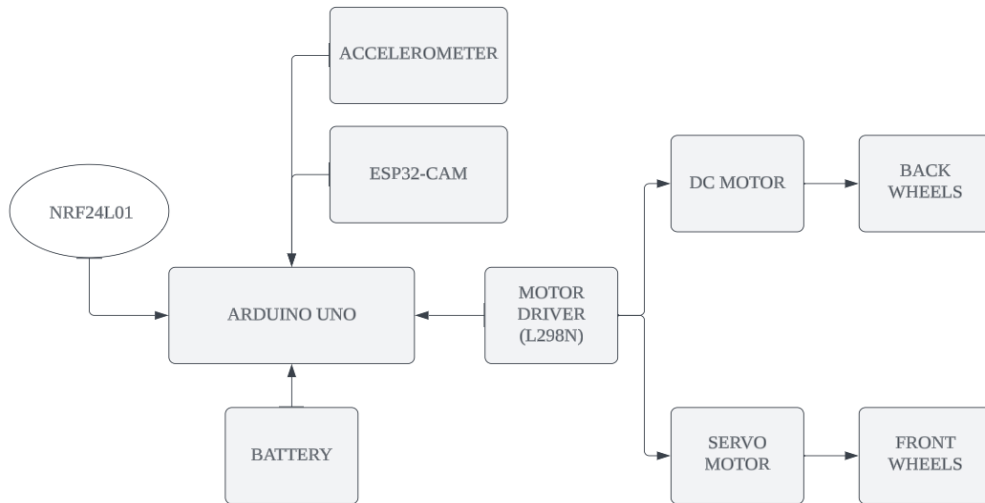 ACCELEROMETER
ESP32-CAM
NRF24L01
DC MOTOR
BACK
WHEELS
ARDUINO UNO
MOTOR
DRIVER
(L298N)
BATTERY
SERVO
MOTOR
FRONT
WHEELS